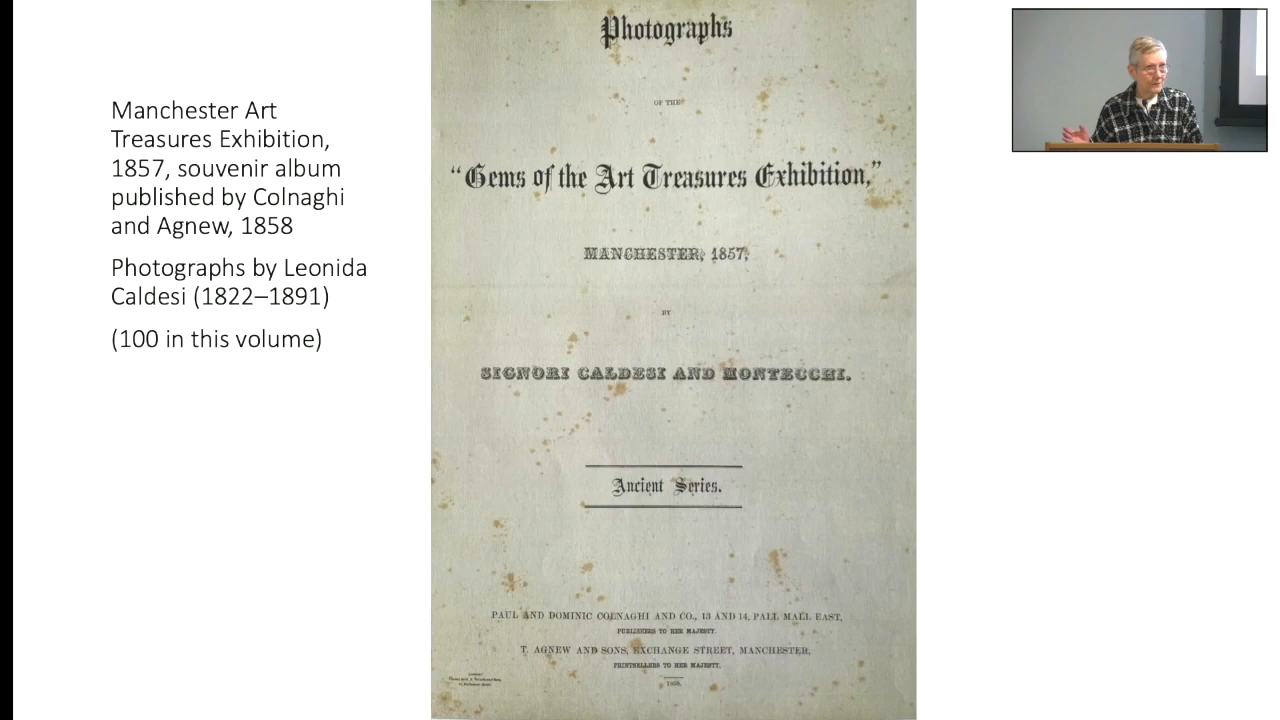 Manchester Art
Treasures Exhibition,
1857, souvenir album
published by Colnaghi
and Agnew, 1858
Photographs by Leonida
Caldesi (1822–1891)
(100 in this volume)
Photographs
OF THE
“Gems of the Art Treasures Exhibition,”
MANCHESTER, 1857,
BY
SIGNORI CALDESI AND MONTECCHI.
Ancient Series.
PAUL AND DOMINIC COLNAGHI AND CO., 13 AND 14, PALL MALL EAST,
PUBLISHERS TO HER MAJESTY.
T. AGNEW AND SONS, EXCHANGE STREET, MANCHESTER,
PRINTSELLERS TO HER MAJESTY.
1858.